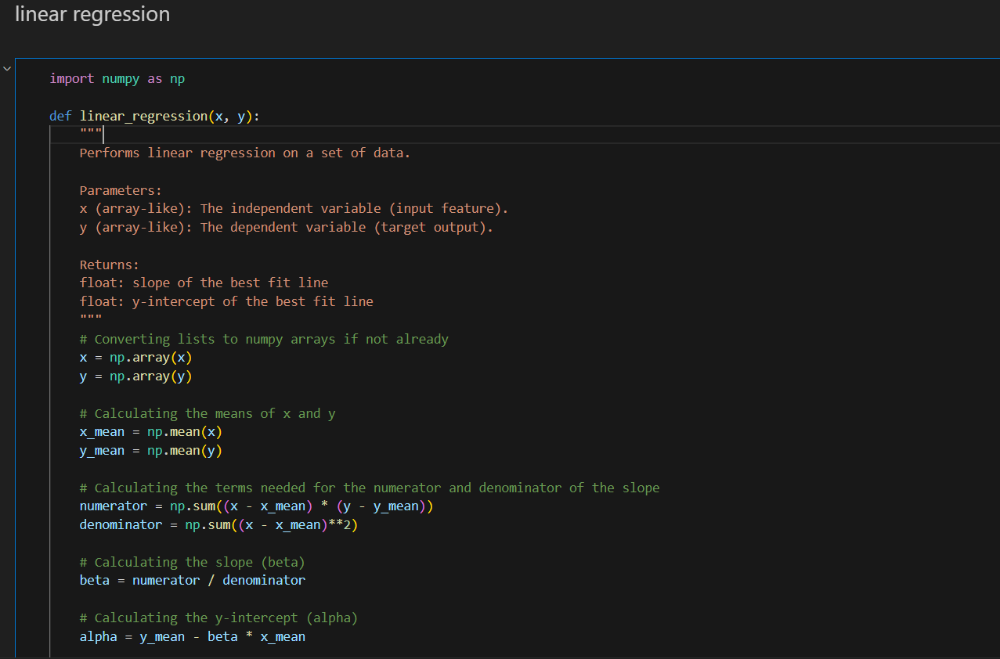 linear regression
import numpy as np
def linear_regression(x, y):
"""
Performs linear regression on a set of data.
Parameters:
x (array-like): The independent variable (input feature).
y (array-like): The dependent variable (target output).
Returns:
float: slope of the best fit line
float: y-intercept of the best fit line
"""
# Converting lists to numpy arrays if not already
x = np.array(x)
y = np.array(y)
# Calculating the means of x and y
x_mean = np.mean(x)
y_mean = np.mean(y)
# Calculating the terms needed for the numerator and denominator of the slope
numerator = np.sum((x - x_mean) * (y - y_mean))
denominator = np.sum((x - x_mean)**2)
# Calculating the slope (beta)
beta = numerator / denominator
# Calculating the y-intercept (alpha)
alpha = y_mean - beta * x_mean